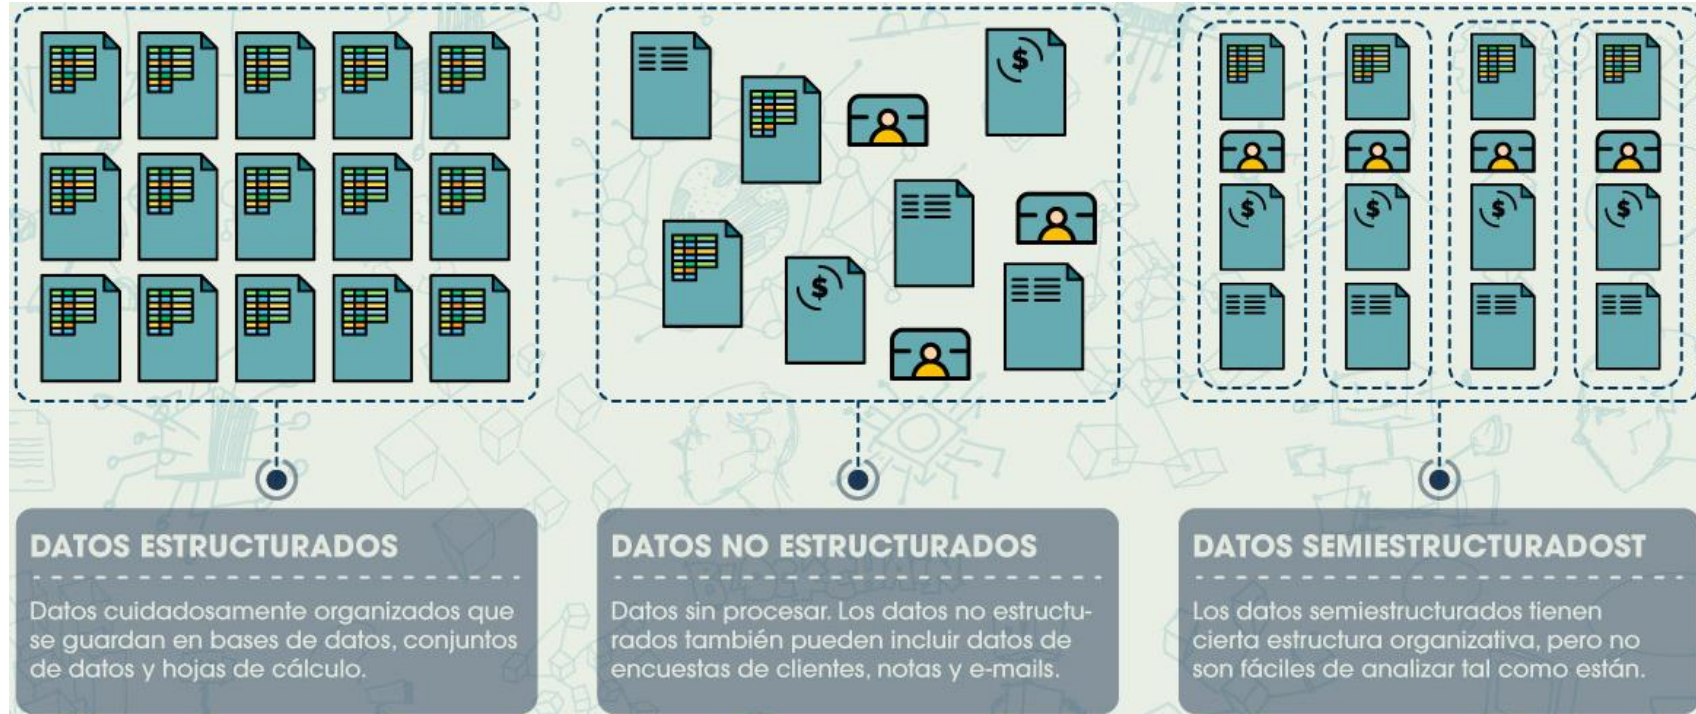 DATOS ESTRUCTURADOS
Datos cuidadosamente organizados que
se guardan en bases de datos, conjuntos
de datos y hojas de cálculo.
DATOS NO ESTRUCTURADOS
BLOCKCHAIN
Datos sin procesar. Los datos no estructu-
rados también pueden incluir datos de
encuestas de clientes, notas y e-mails.
DATOS SEMIESTRUCTURADOST
Los datos semiestructurados tienen
cierta estructura organizativa, pero no
son fáciles de analizar tal como están.
$
$
$
$
$
$